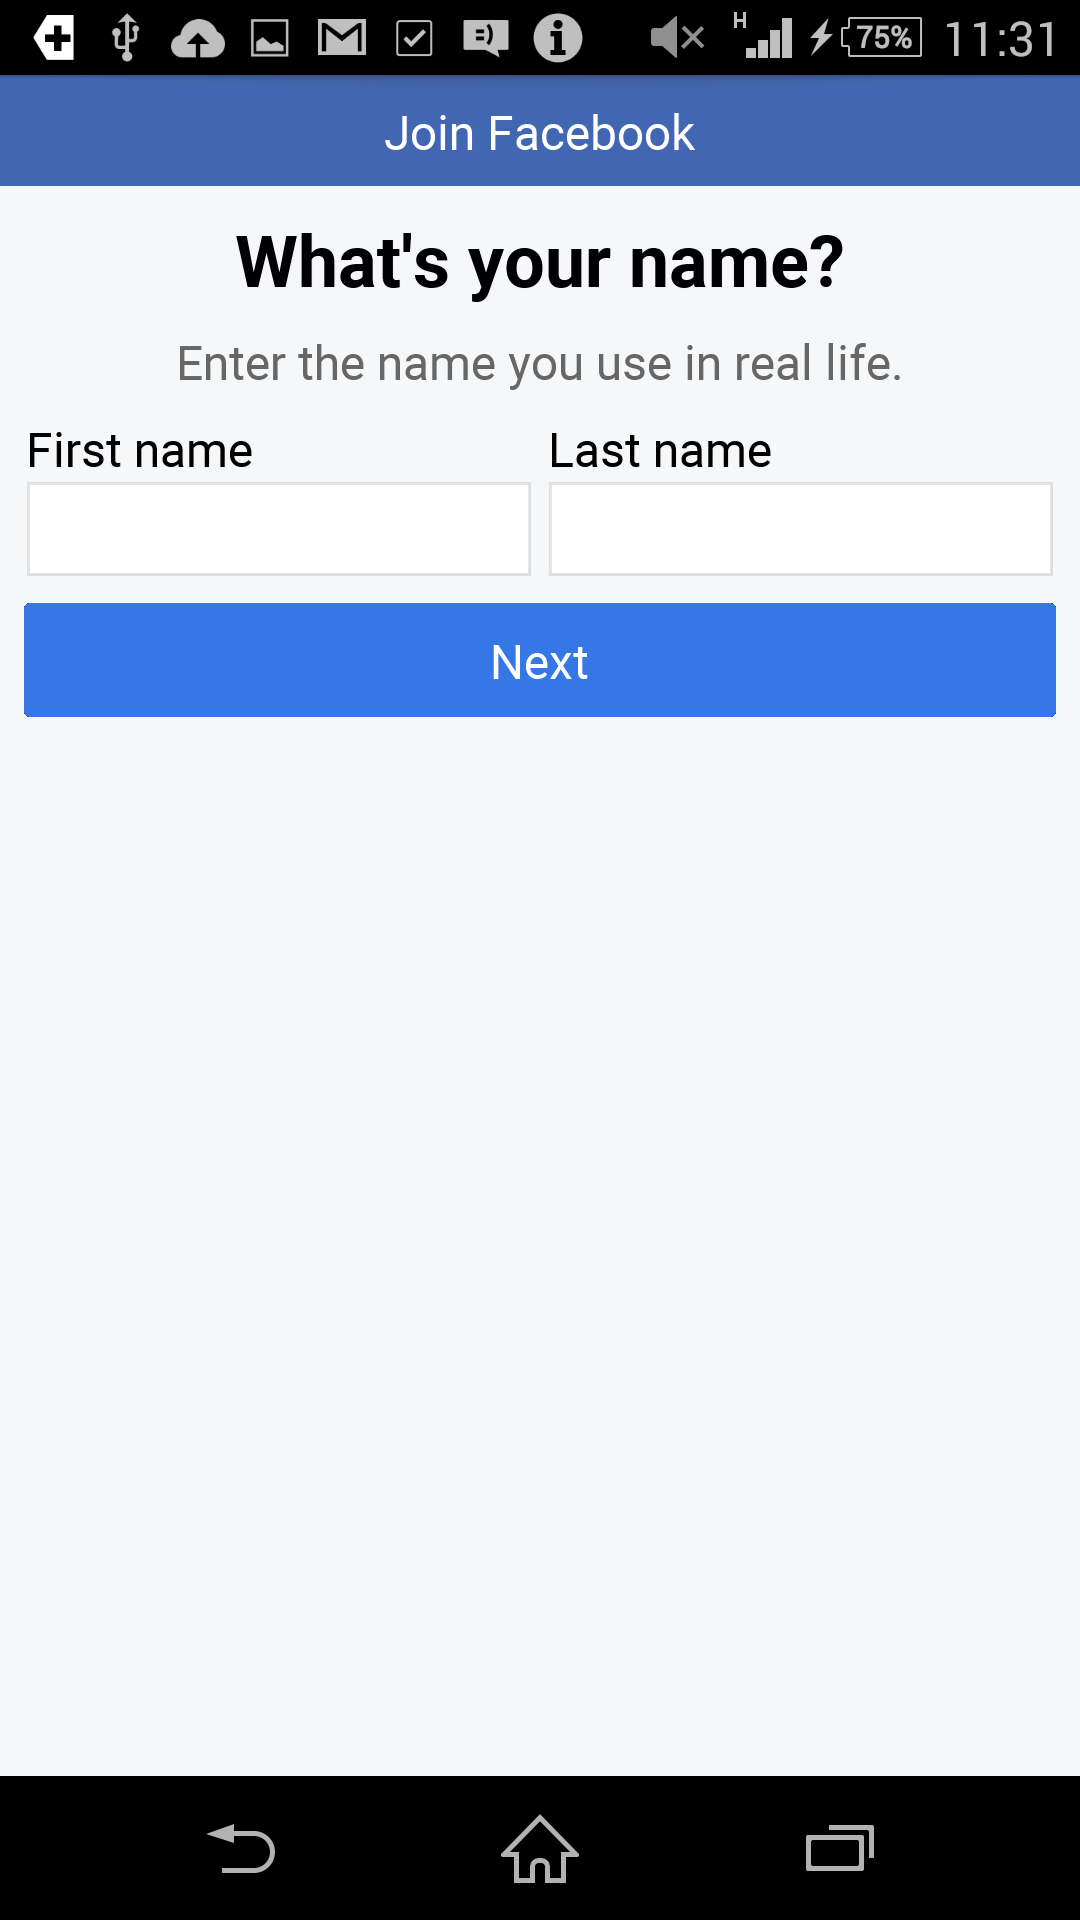 H 75% 11:31
Join Facebook
What's your name?
Enter the name you use in real life.
First name Last name
Next